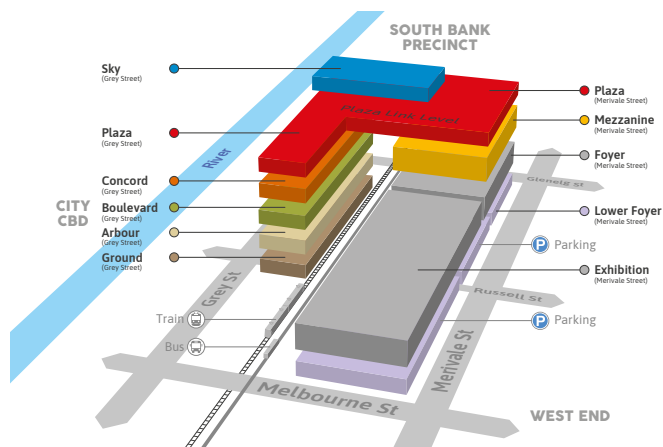 SOUTH BANK
PRECINCT
Sky
(Grey Street)
Plaza
(Merivale Street)
Plaza Link Level
Mezzanine
(Merivale Street)
Plaza
(Grey Street)
River
Foyer
(Merivale Street)
Concord
(Grey Street)
Glenelg St
CITY
CBD
Boulevard
(Grey Street)
Lower Foyer
(Merivale Street)
Arbour
(Grey Street)
P Parking
Ground
(Grey Street)
Exhibition
(Merivale Street)
Grey St
Russell St
Train
P Parking
Bus
Merivale St
Melbourne St
WEST END